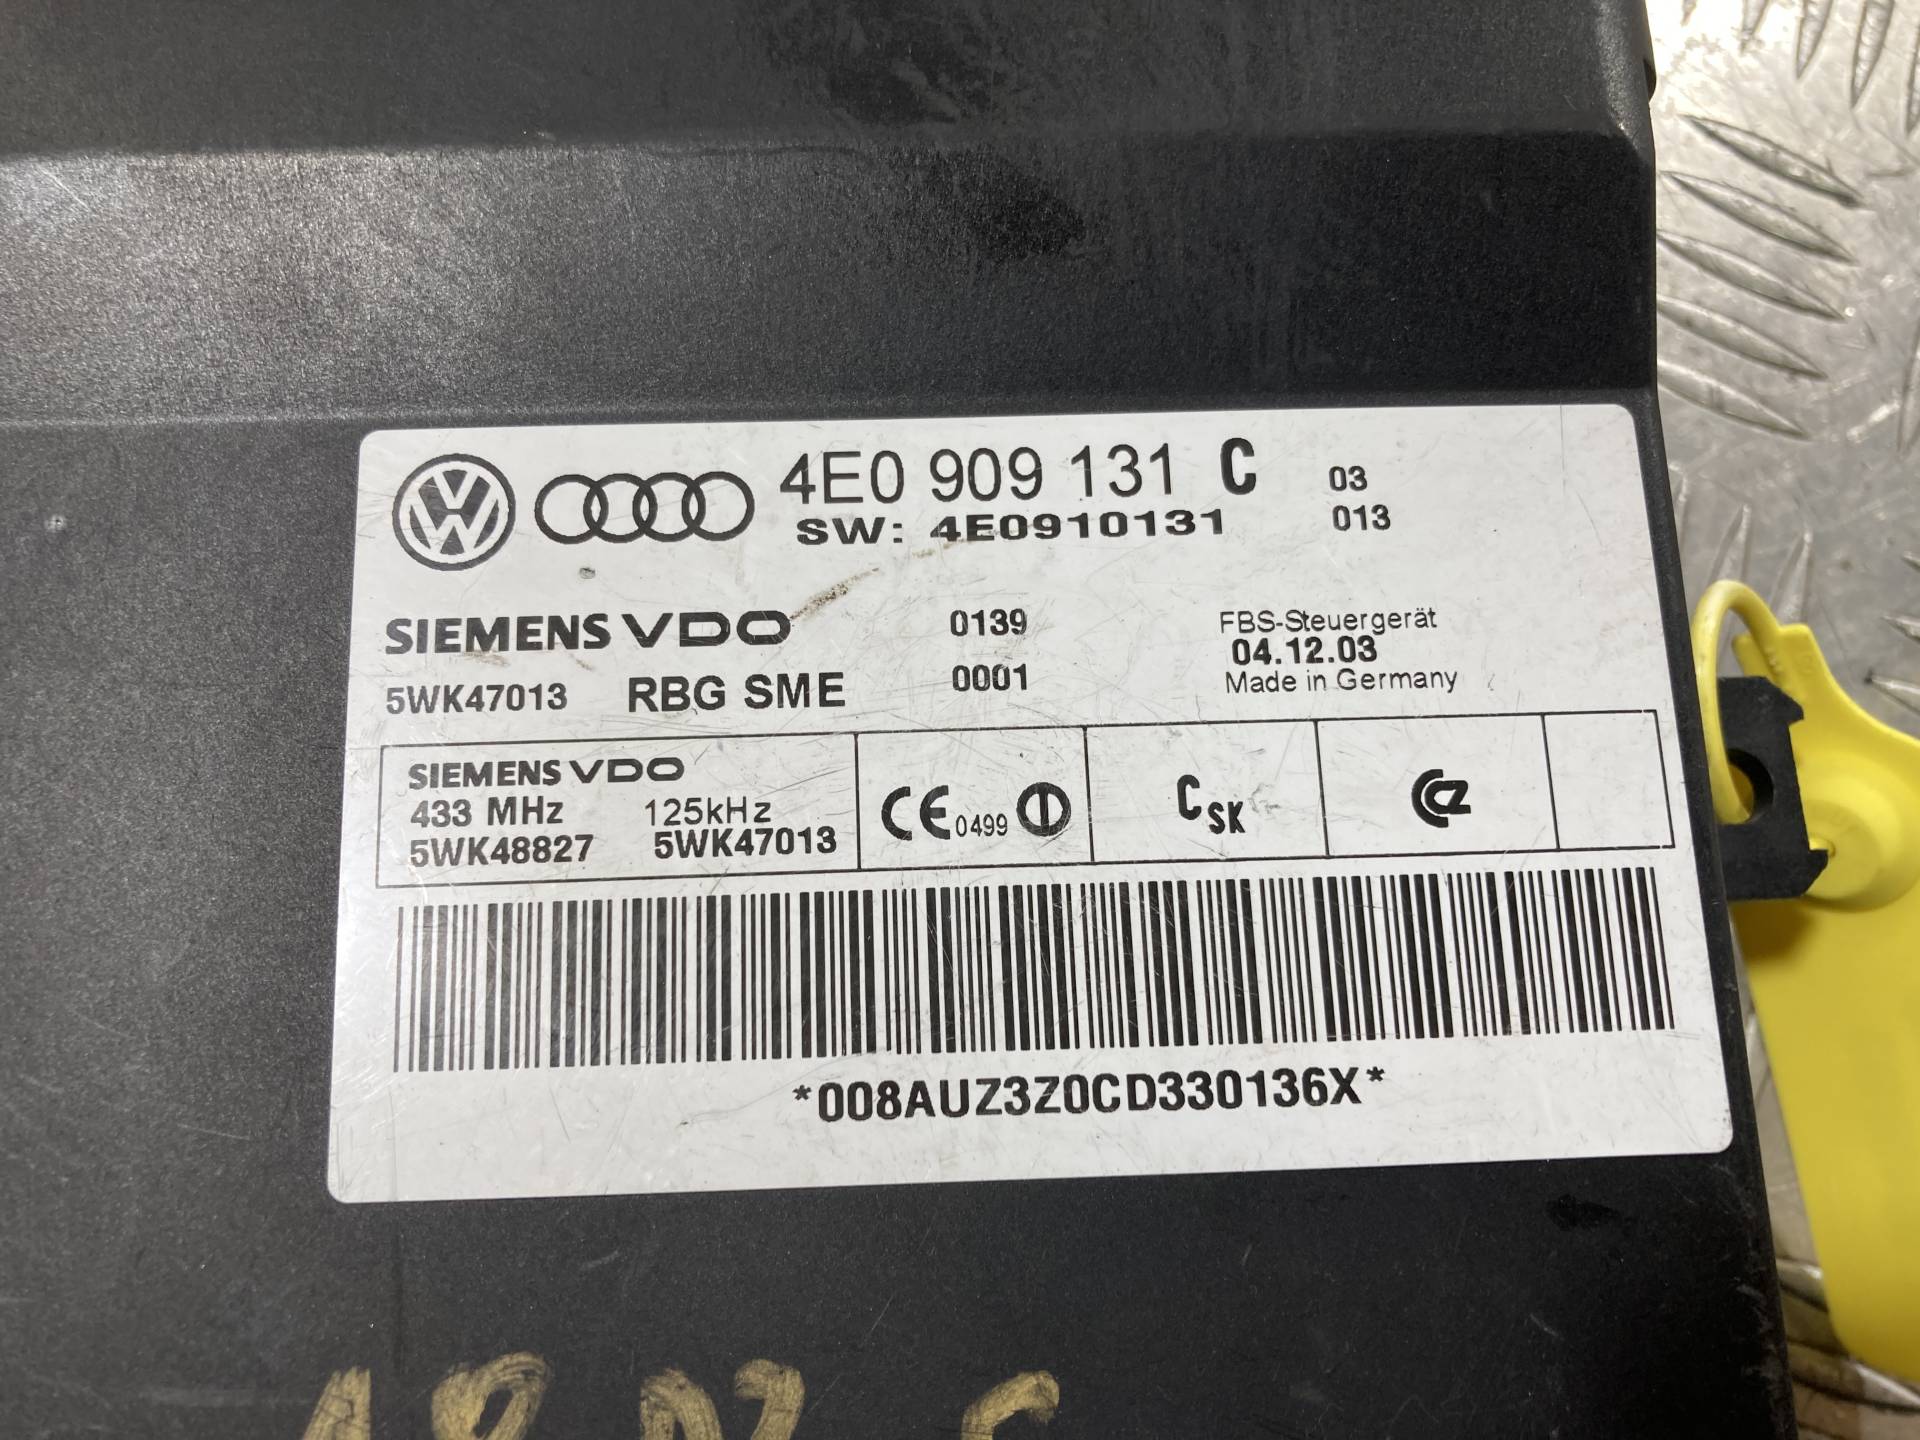 4E0 909 131 C 03
SW: 4E0910131 013
SIEMENS VDO 0139 FBS-Steuergerät
04.12.03
5WK47013 RBG SME 0001 Made in Germany
SIEMENS VDO
433 MHz 125kHz
5WK48827 5WK47013
CE 0499
CSK
CCZ
*008AUZ3Z0CD330136X*